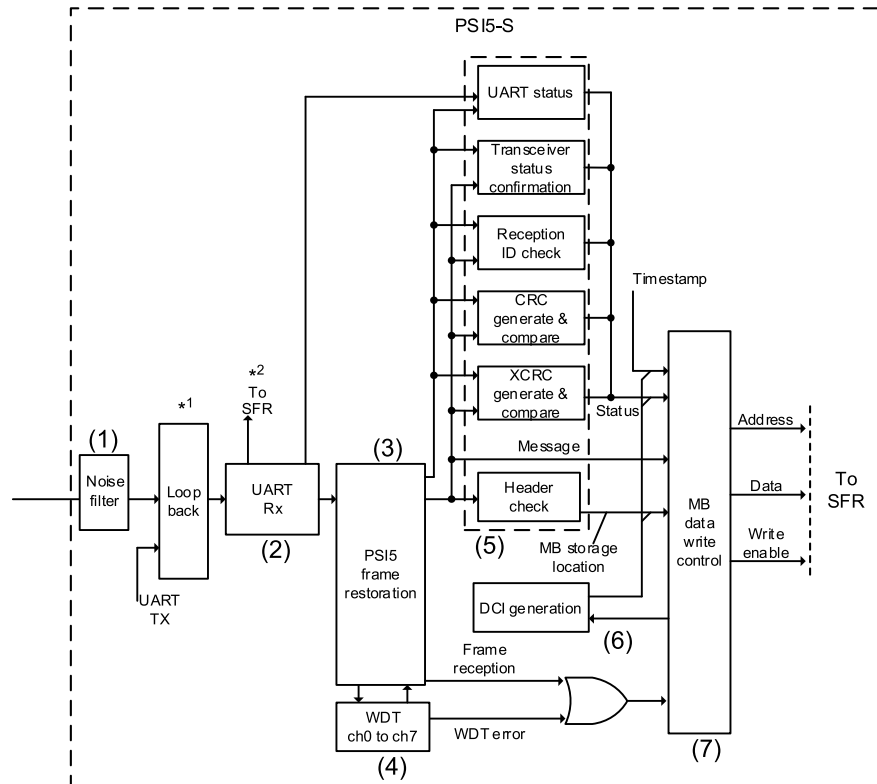 PSI5-S
UART status
Transceiver
status
confirmation
Reception
ID check
CRC
generate &
compare
XCRC
generate &
compare
Header
check
(5)
Timestamp
Status
Message
MB storage
location
*1
*2
To
SFR
(1)
Noise
filter
Loop
back
UART
TX
UART
Rx
(2)
(3)
PSI5
frame
restoration
WDT
ch0 to ch7
(4)
DCI generation
(6)
Frame
reception
WDT error
MB
data
write
control
(7)
Address
Data
Write
enable
To
SFR